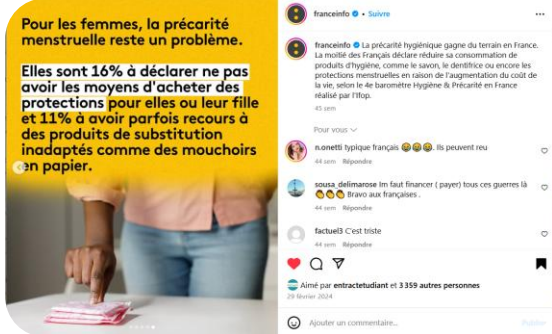 Pour les femmes, la précarité
menstruelle reste un problème.
Elles sont 16% à déclarer ne pas
avoir les moyens d'acheter des
protections pour elles ou leur fille
et 11% à avoir parfois recours à
des produits de substitution
inadaptés comme des mouchoirs
en papier.
franceinfo • Suivre
franceinfo La précarité hygiénique gagne du terrain en France.
La moitié des Français déclare réduire sa consommation de
produits d'hygiène, comme le savon, le dentifrice ou encore les
protections menstruelles en raison de l'augmentation du coût de
la vie, selon le 4e baromètre Hygiène & Précarité en France
réalisé par l'Ifop.
45 sem
Pour vous
n.onetti typique français 😂😂😂. Ils peuvent reu
44 sem Répondre
sousa_delimarose Im faut financer ( payer) tous ces guerres là
👏👏👏 Bravo aux françaises .
44 sem Répondre
factuel3 C'est triste
44 sem Répondre
Aimé par entractetudiant et 3 359 autres personnes
29 février 2024
Ajouter un commentaire...
Publier